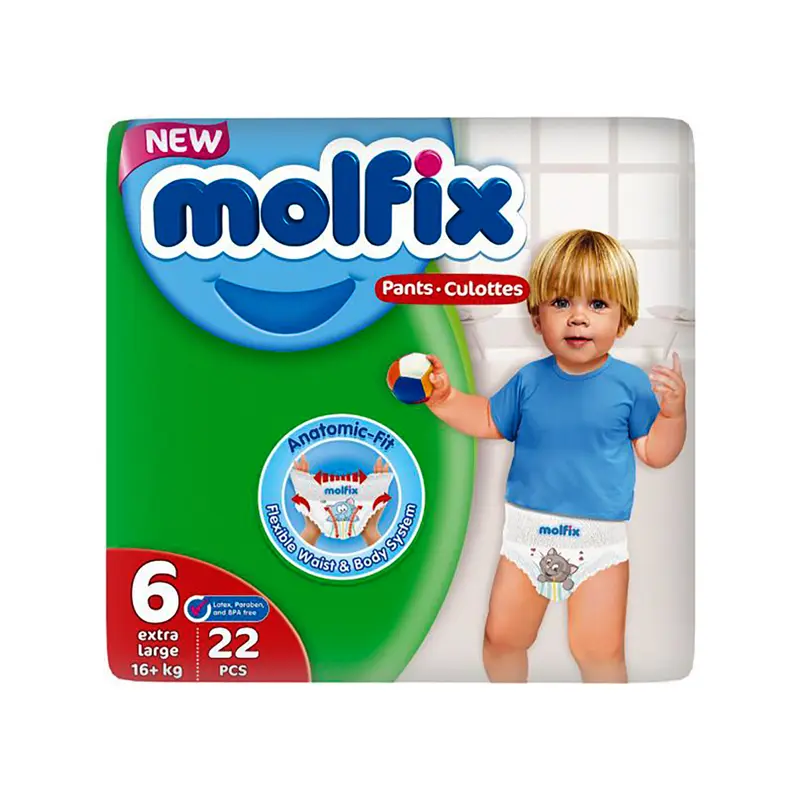 NEW
molfix
Pants • Culottes
Anatomic-Fit
molfix
Flexible Waist & Body System
molfix
6
extra
large
16+ kg
Latex, Paraben,
and BPA free
22
PCS